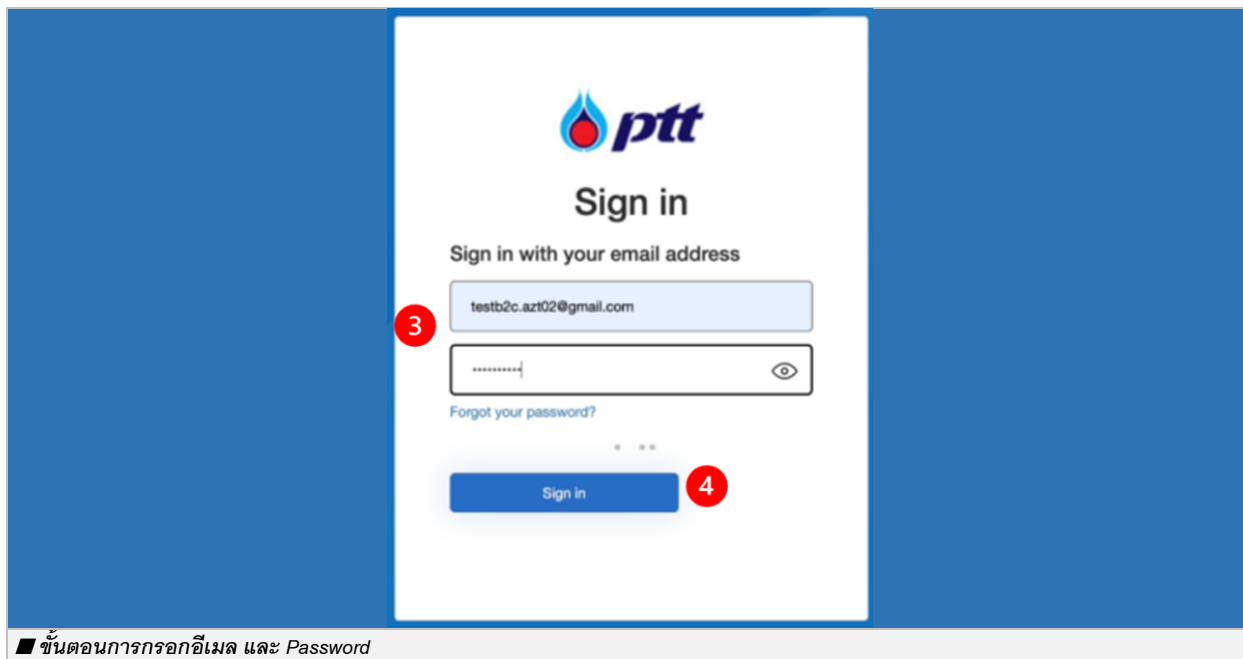 ptt
Sign in
Sign in with your email address
testb2c.azt02@gmail.com
3
Forgot your password?
Sign in
4
■ ขั้นตอนการกรอกอีเมล และ Password